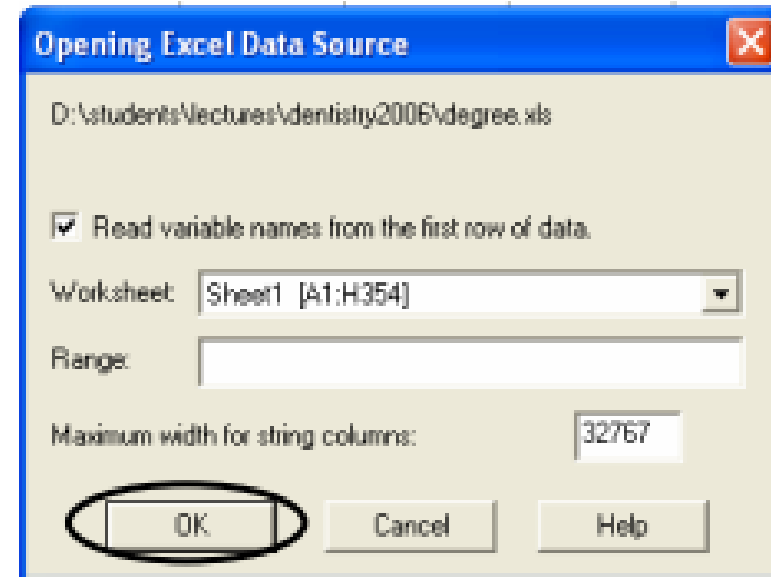 Opening Excel Data Source
D:\students\lectures\dentistry2006\degree.xls
Read variable names from the first row of data.
Worksheet: Sheet1 [A1:H354]
Range:
Maximum width for string columns: 32767
OK Cancel Help